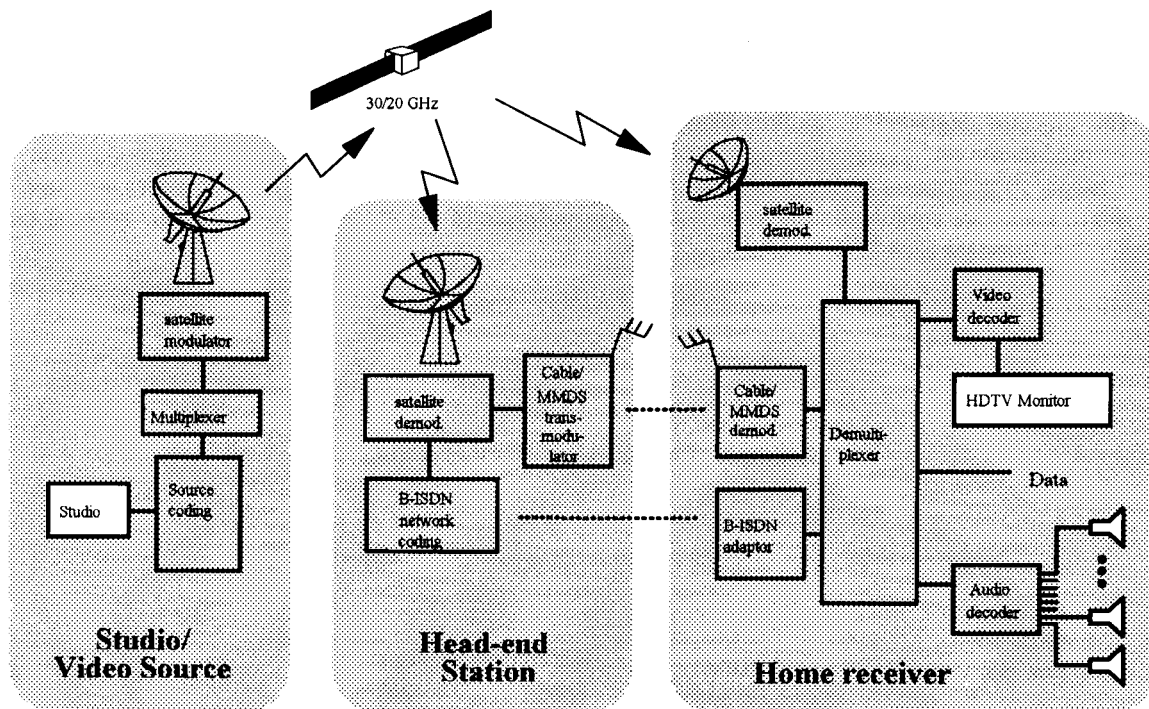 30/20 GHz
satellite
modulator
Multiplexer
Source
coding
Studio
Studio/
Video Source
satellite
demod.
Cable/
MMDS
trans-
modu-
lator
B-ISDN
network
coding
Head-end
Station
satellite
demod.
Cable/
MMDS
demod.
B-ISDN
adaptor
Demulti-
plexer
Video
decoder
HDTV Monitor
Data
Audio
decoder
Home receiver